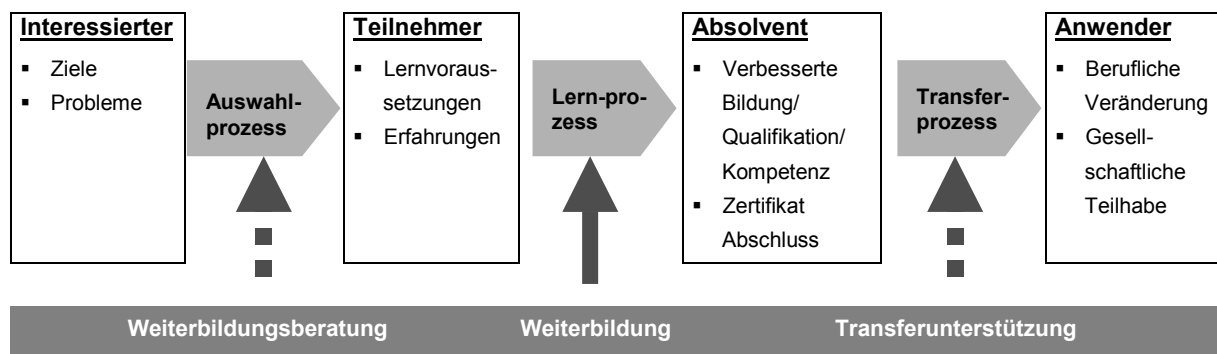 Interessierter
▪ Ziele
▪ Probleme
Auswahl-
prozess
Teilnehmer
▪ Lernvoraus-
setzungen
▪ Erfahrungen
Lern-pro-
zess
Absolvent
▪ Verbesserte
Bildung/
Qualifikation/
Kompetenz
▪ Zertifikat
Abschluss
Transfer-
prozess
Anwender
▪ Berufliche
Veränderung
▪ Gesell-
schaftliche
Teilhabe
Weiterbildungsberatung
Weiterbildung
Transferunterstützung